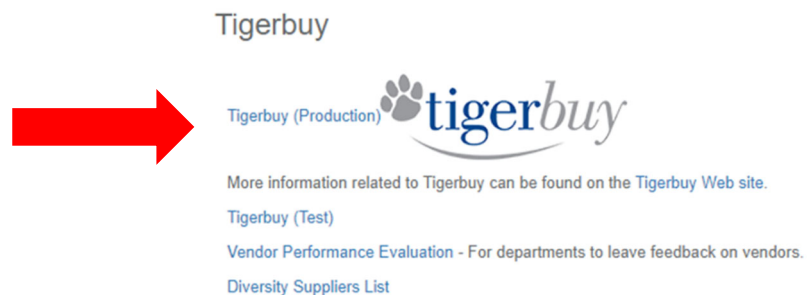 Tigerbuy
Tigerbuy (Production) tigerbuy
More information related to Tigerbuy can be found on the Tigerbuy Web site.
Tigerbuy (Test)
Vendor Performance Evaluation - For departments to leave feedback on vendors.
Diversity Suppliers List